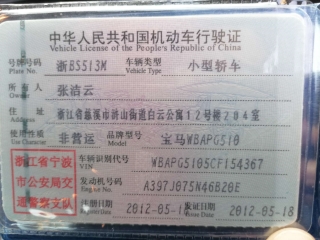 中华人民共和国机动车行驶证
Vehicle License of the People's Republic of China
号牌号码 浙B5513M 车辆类型 小型轿车
Plate No. Vehicle Type
所有人 张洁云
Owner
住址 浙江省慈溪市浒山街道白云公寓12号楼204室
Address
使用性质 非营运 品牌型号 宝马WBAPG510
浙江省宁波 车辆识别代号 WBAPG5105CF154367
VIN
市公安局交 发动机号码 A397J075N46B20E
Engine No.
通警察支队 注册日期 2012-05-1 发证日期 2012-05-18
Register Date Issue Date